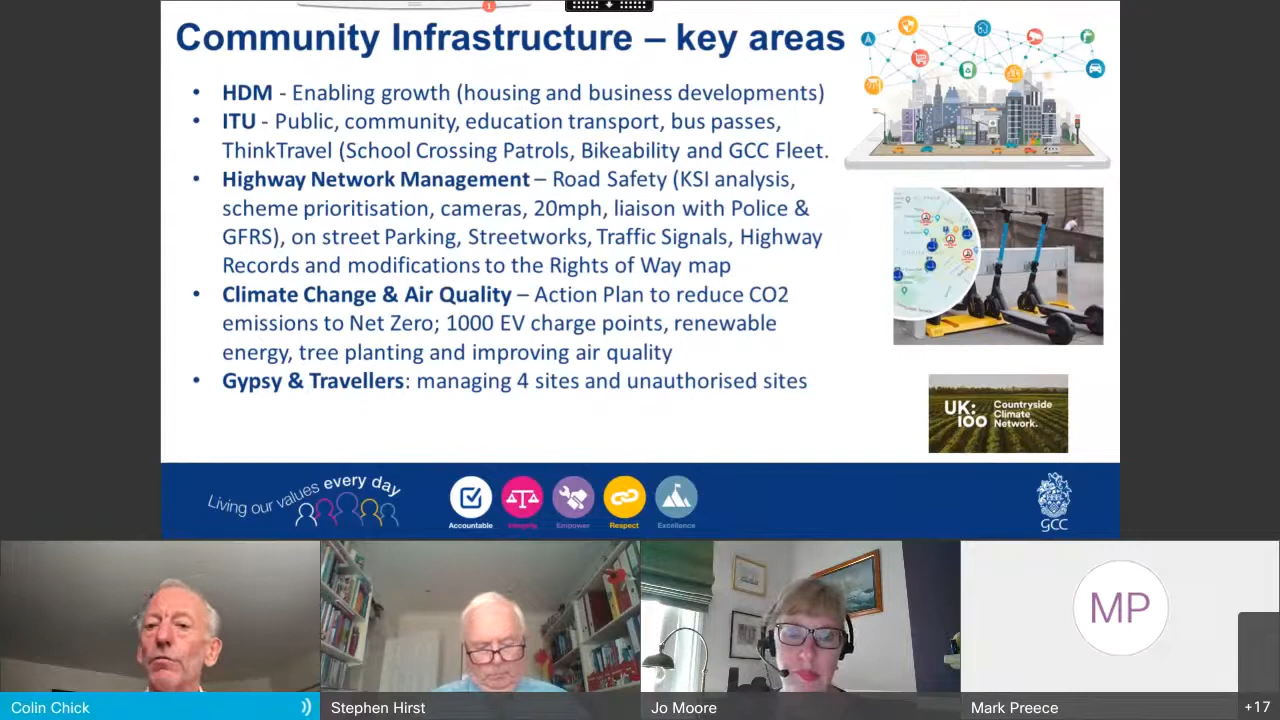 1
Community Infrastructure – key areas
• HDM - Enabling growth (housing and business developments)
• ITU - Public, community, education transport, bus passes,
ThinkTravel (School Crossing Patrols, Bikeability and GCC Fleet.
• Highway Network Management – Road Safety (KSI analysis,
scheme prioritisation, cameras, 20mph, liaison with Police &
GFRS), on street Parking, Streetworks, Traffic Signals, Highway
Records and modifications to the Rights of Way map
• Climate Change & Air Quality – Action Plan to reduce CO2
emissions to Net Zero; 1000 EV charge points, renewable
energy, tree planting and improving air quality
• Gypsy & Travellers: managing 4 sites and unauthorised sites
UK:
100
Countryside
Climate
Network.
Living our values every day
Accountable
Integrity
Empower
Respect
Excellence
GCC
MP
Colin Chick
Stephen Hirst
Jo Moore
Mark Preece
+17